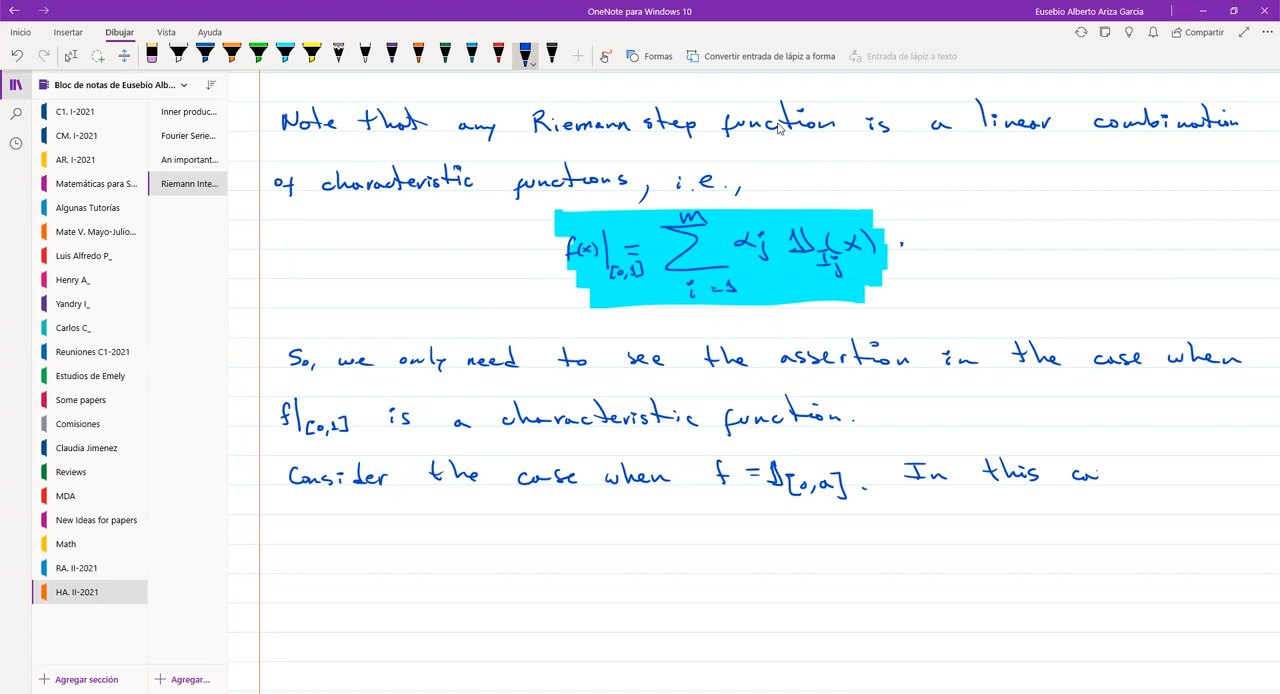 OneNote para Windows 10
Eusebio Alberto Ariza Garcia
Inicio Insertar Dibujar Vista Ayuda
Compartir
Formas Convertir entrada de lápiz a forma Entrada de lápiz a texto
Bloc de notas de Eusebio Alb...
C1. I-2021
CM. I-2021
AR. I-2021
Matemáticas para S...
Algunas Tutorías
Mate V. Mayo-Julio...
Luis Alfredo P_
Henry A_
Yandry I_
Carlos C_
Reuniones C1-2021
Estudios de Emely
Some papers
Comisiones
Claudia Jimenez
Reviews
MDA
New Ideas for papers
Math
RA. II-2021
HA. II-2021
Agregar sección
Inner produc...
Fourier Serie...
An important...
Riemann Inte...
Agregar...
Note that any Riemann step function is a linear combination
of characteristic functions, i.e.,
f(x)|_[0,1] = ∑_{i=1}^{m} αj 𝟙_{Ij}(x).
So, we only need to see the assertion in the case when
f|_[0,1] is a characteristic function.
Consider the case when f = 𝟙_[0,a]. In this ca